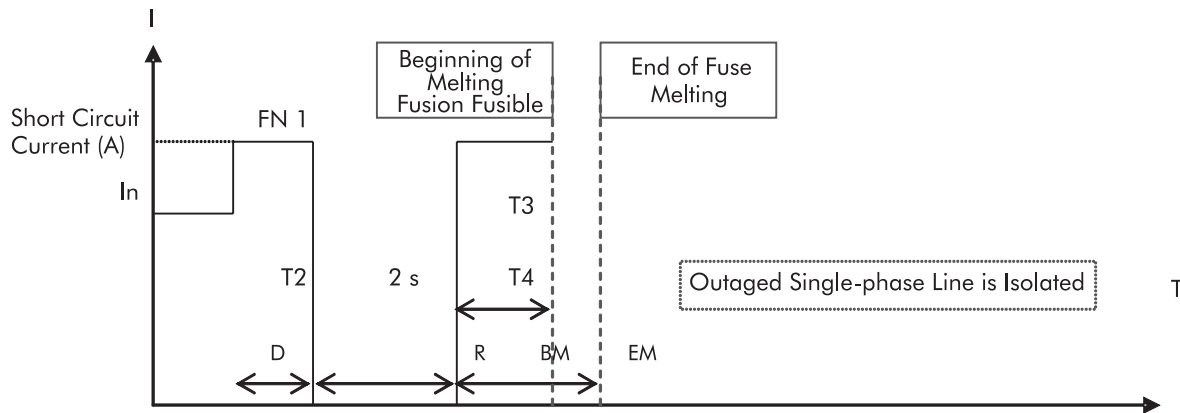 I
Beginning of
Melting
Fusion Fusible
End of Fuse
Melting
Short Circuit
Current (A)
FN 1
In
T3
T2
2 s
T4
Outaged Single-phase Line is Isolated
T
D
R
BM
EM